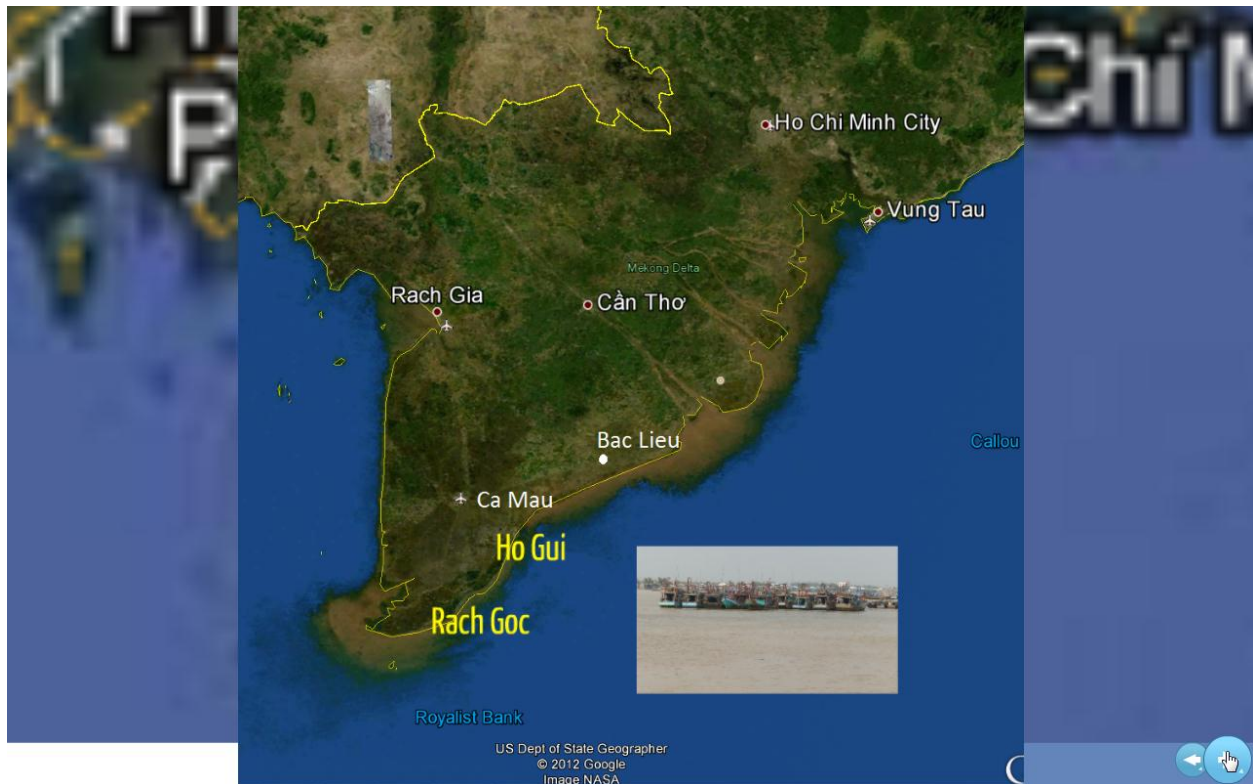 Chi M
Ho Chi Minh City
Vung Tau
Mekong Delta
Rach Gia
Cần Thơ
Bac Lieu
Callou
Ca Mau
Ho Gui
Rach Goc
Royalist Bank
US Dept of State Geographer
© 2012 Google
Image NASA